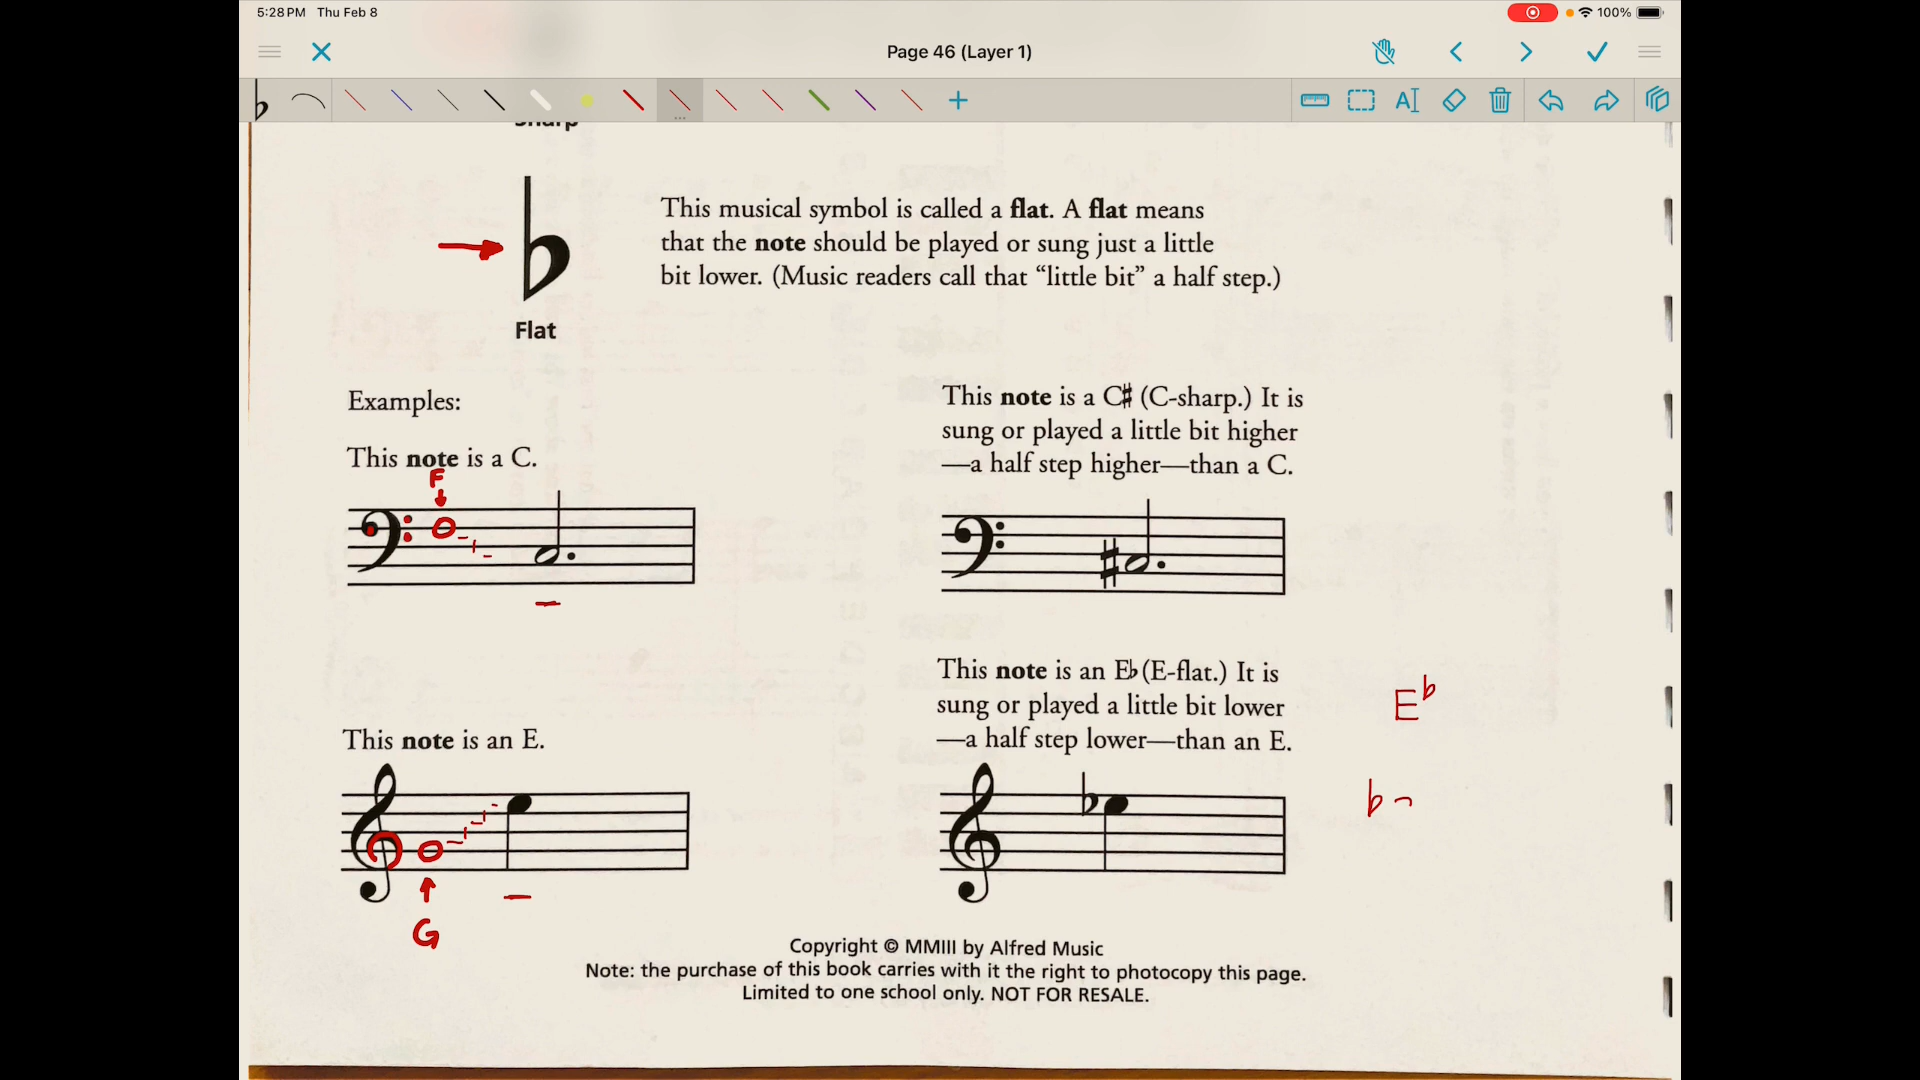 5:28 PM Thu Feb 8
100%
Page 46 (Layer 1)
Sharp
This musical symbol is called a flat. A flat means
that the note should be played or sung just a little
bit lower. (Music readers call that “little bit” a half step.)
Flat
Examples:
This note is a C.
F
This note is a C♯ (C-sharp.) It is
sung or played a little bit higher
—a half step higher—than a C.
This note is an E.
G
This note is an E♭ (E-flat.) It is
sung or played a little bit lower
—a half step lower—than an E.
E♭
♭
Copyright © MMIII by Alfred Music
Note: the purchase of this book carries with it the right to photocopy this page.
Limited to one school only. NOT FOR RESALE.